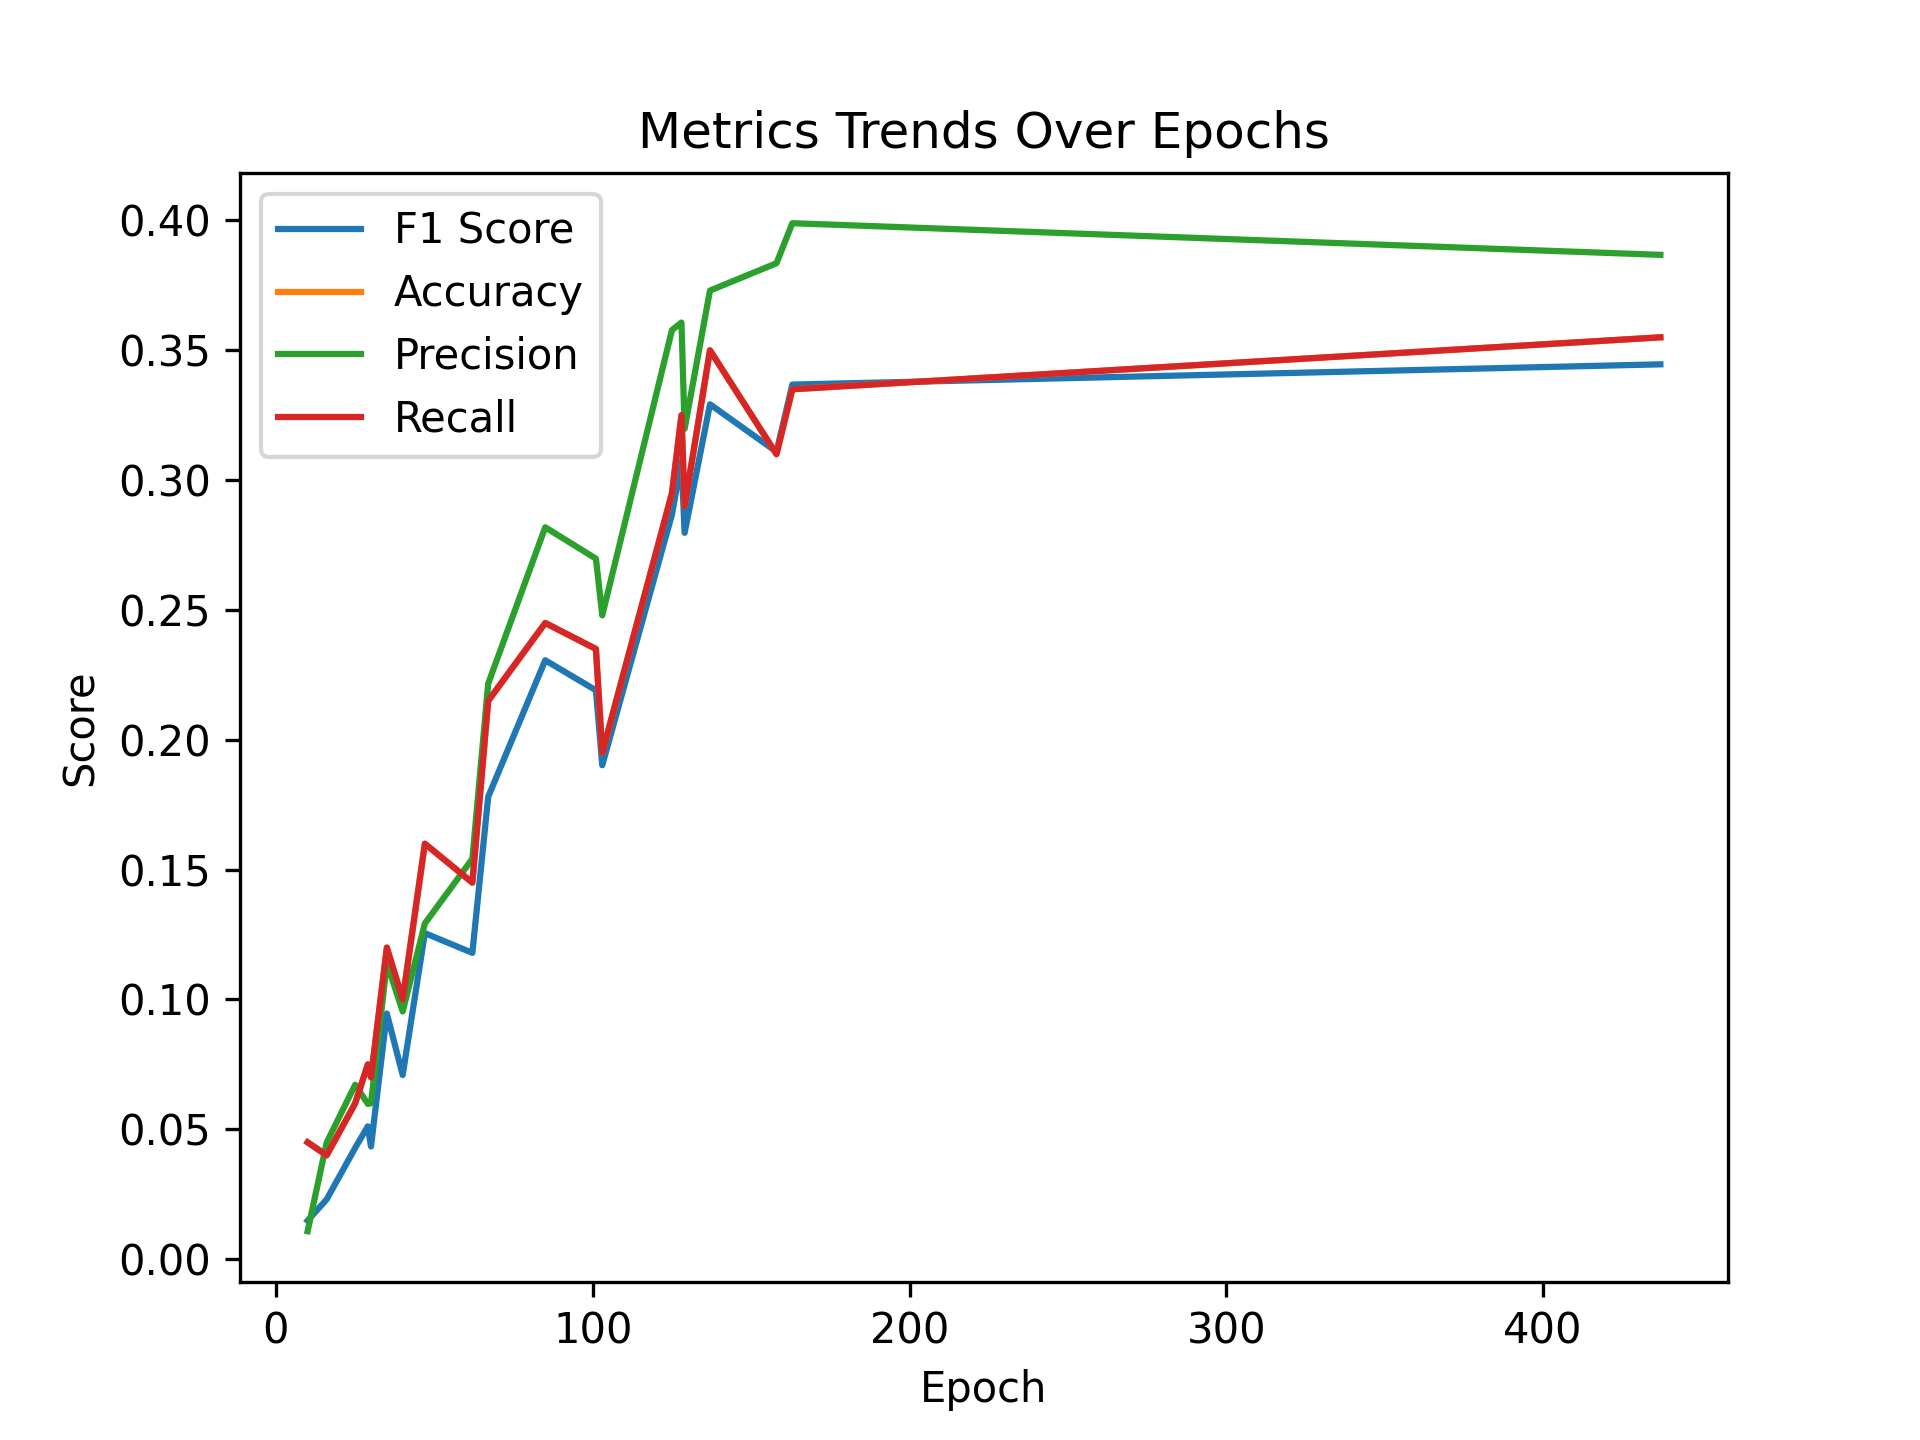 Metrics Trends Over Epochs
F1 Score
Accuracy
Precision
Recall
0.40
0.35
0.30
0.25
0.20
0.15
0.10
0.05
0.00
Score
0 100 200 300 400
Epoch